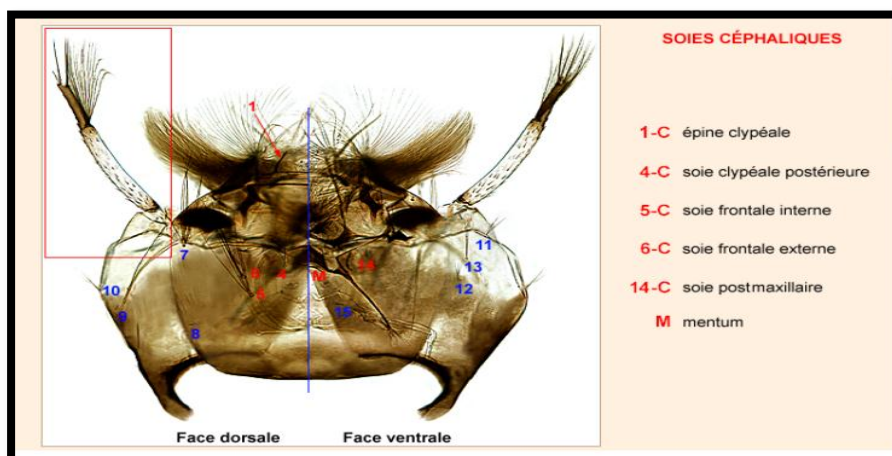 SOIES CÉPHALIQUES
1
1-C épine clypéale
4-C soie clypéale postérieure
5-C soie frontale interne
6-C soie frontale externe
14-C soie postmaxillaire
M mentum
7
6
4
M
14
11
13
12
10
5
9
15
8
Face dorsale
Face ventrale